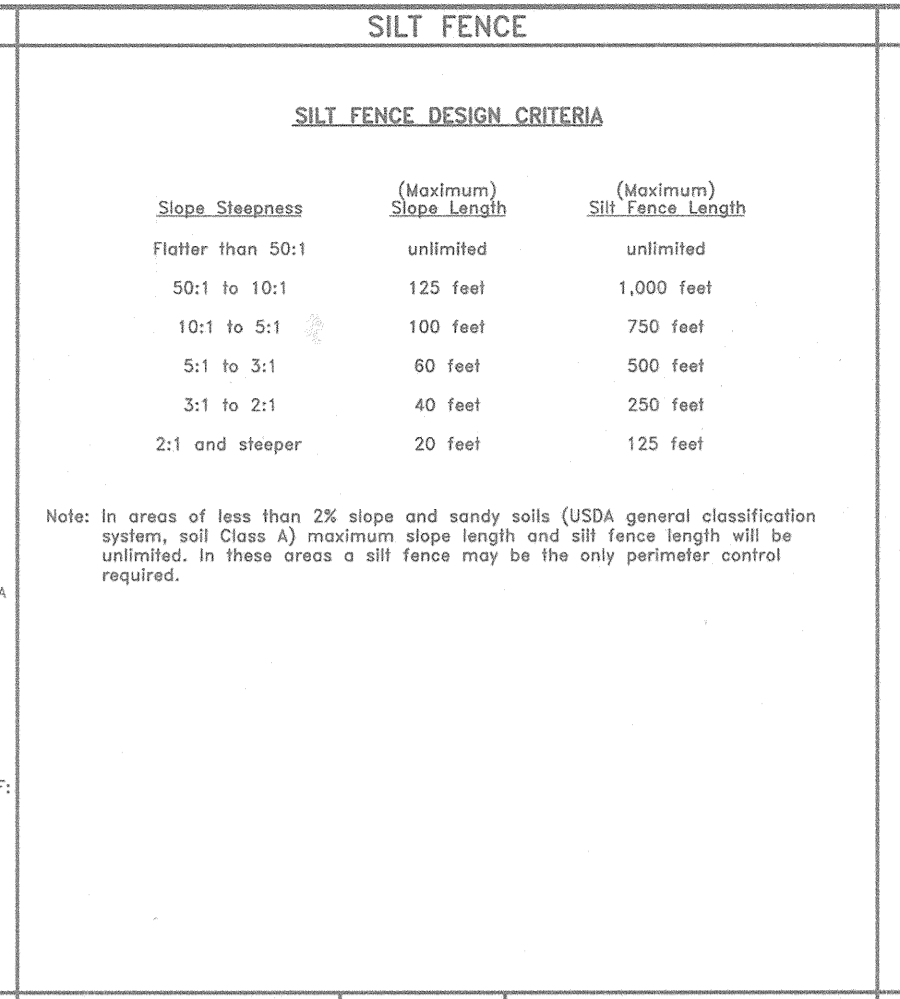 SILT FENCE
SILT FENCE DESIGN CRITERIA
(Maximum) (Maximum)
Slope Steepness Slope Length Silt Fence Length
Flatter than 50:1 unlimited unlimited
50:1 to 10:1 125 feet 1,000 feet
10:1 to 5:1 100 feet 750 feet
5:1 to 3:1 60 feet 500 feet
3:1 to 2:1 40 feet 250 feet
2:1 and steeper 20 feet 125 feet
Note: In areas of less than 2% slope and sandy soils (USDA general classification
system, soil Class A) maximum slope length and silt fence length will be
unlimited. In these areas a silt fence may be the only perimeter control
required.
A
F: